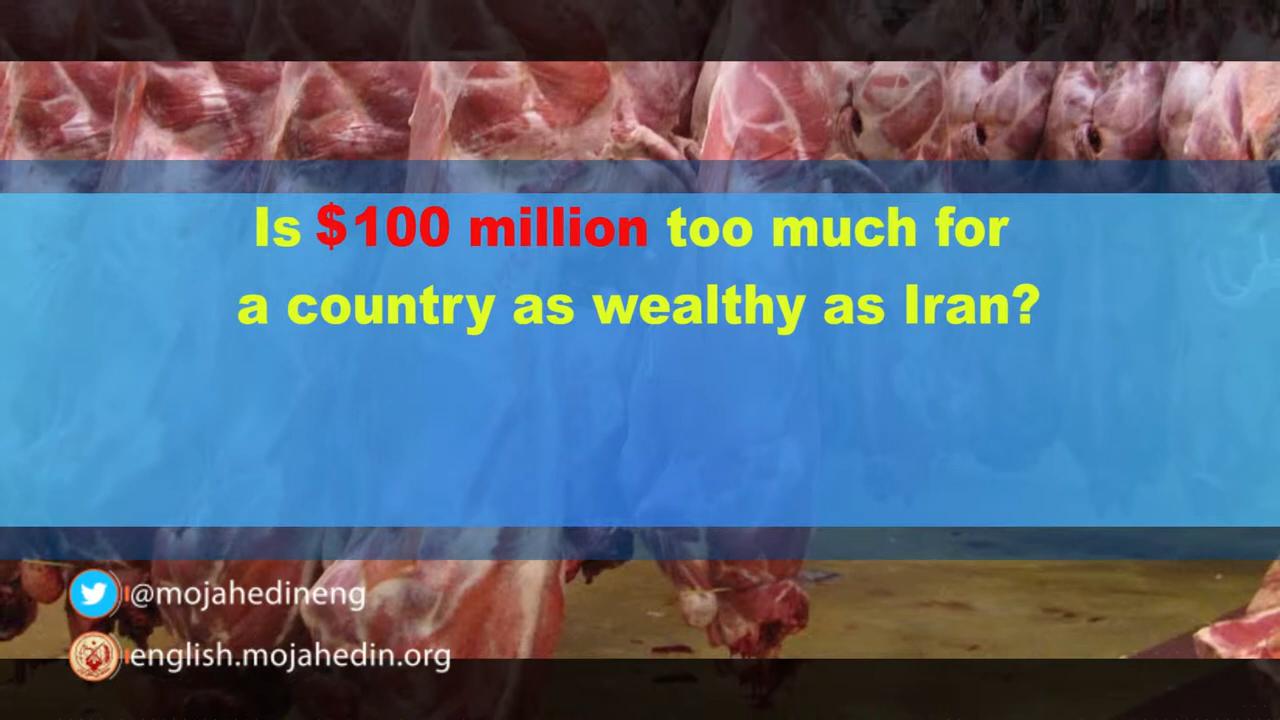 Is $100 million too much for
a country as wealthy as Iran?
@mojahedineng
english.mojahedin.org